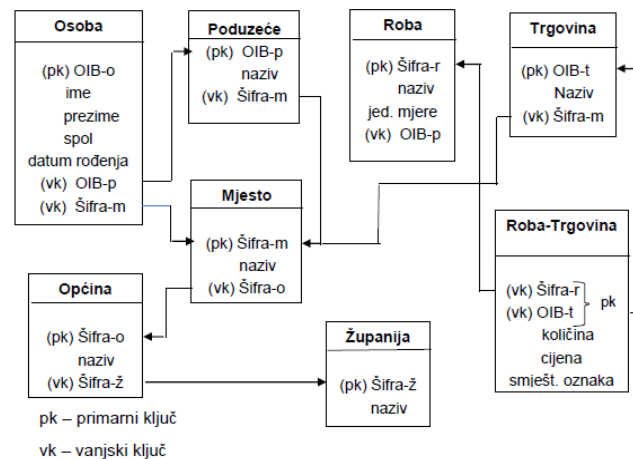 Osoba
(pk) OIB-o
ime
prezime
spol
datum rođenja
(vk) OIB-p
(vk) Šifra-m
Poduzeće
(pk) OIB-p
naziv
(vk) Šifra-m
Roba
(pk) Šifra-r
naziv
jed. mjere
(vk) OIB-p
Trgovina
(pk) OIB-t
Naziv
(vk) Šifra-m
Mjesto
(pk) Šifra-m
naziv
(vk) Šifra-o
Roba-Trgovina
(vk) Šifra-r
(vk) OIB-t
pk
količina
cijena
smješt. oznaka
Općina
(pk) Šifra-o
naziv
(vk) Šifra-ž
Županija
(pk) Šifra-ž
naziv
pk – primarni ključ
vk – vanjski ključ